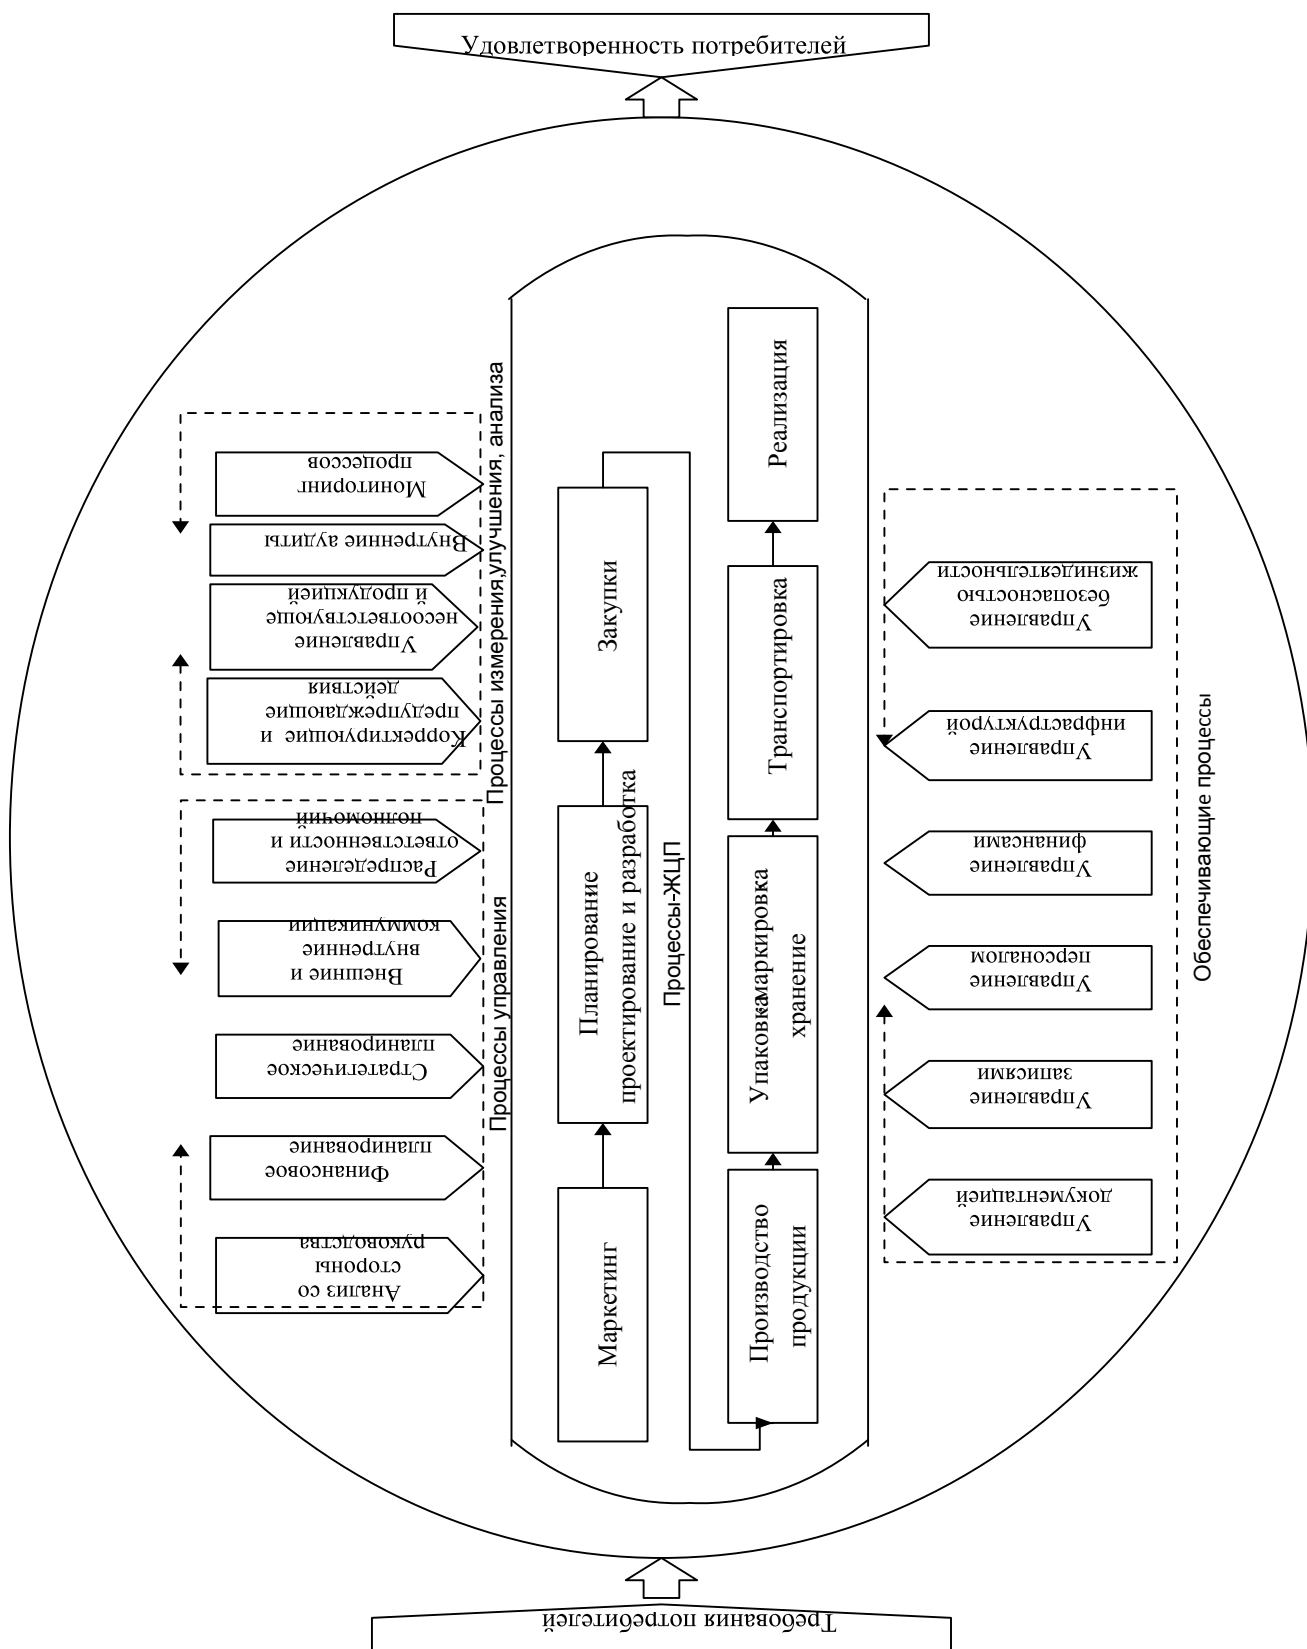 Удовлетворенность потребителей
Мониторинг
процессов
Внутренние аудиты
Управление
несоответствующе
й продукцией
Корректирующие и
предупреждающие
действия
Процессы измерения,улучшения, анализа
Распределение
ответственности и
полномочий
Внешние и
внутренние
коммуникации
Стратегическое
планирование
Финансовое
планирование
Анализ со
стороны
руководства
Процессы управления
Маркетинг
Планирование
проектирование и разработка
Закупки
Процессы-ЖЦП
Производство
продукции
Упаковка маркировка
хранение
Транспортировка
Реализация
Управление
безопасностью
жизнидеятельности
Управление
инфраструктурой
Управление
финансами
Управление
персоналом
Управление
записями
Управление
документацией
Обеспечивающие процессы
Требования потребителей